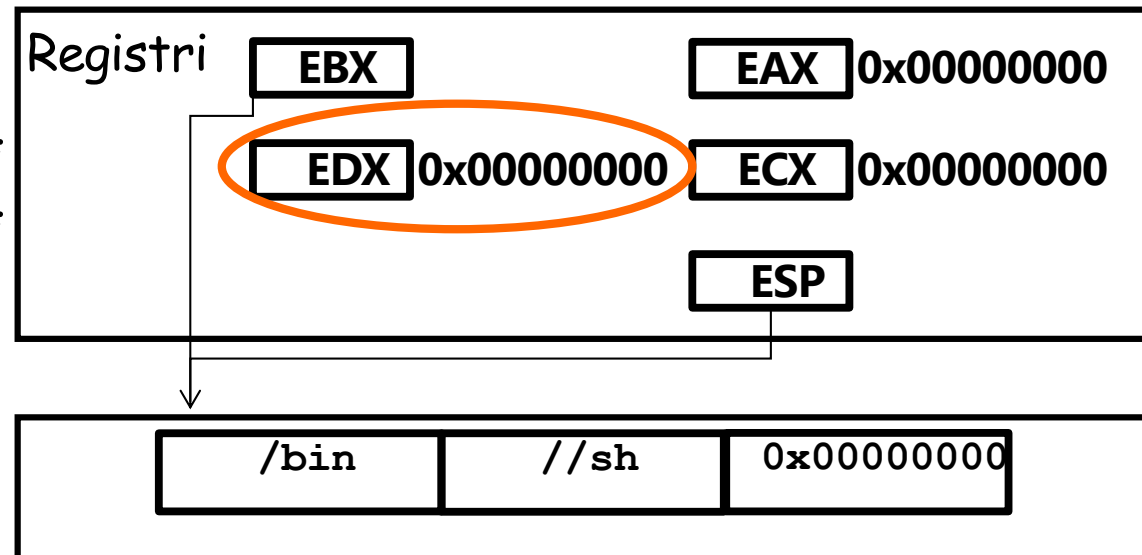 Registri
EBX
EAX 0x00000000
EDX 0x00000000
ECX 0x00000000
ESP
/bin //sh 0x00000000